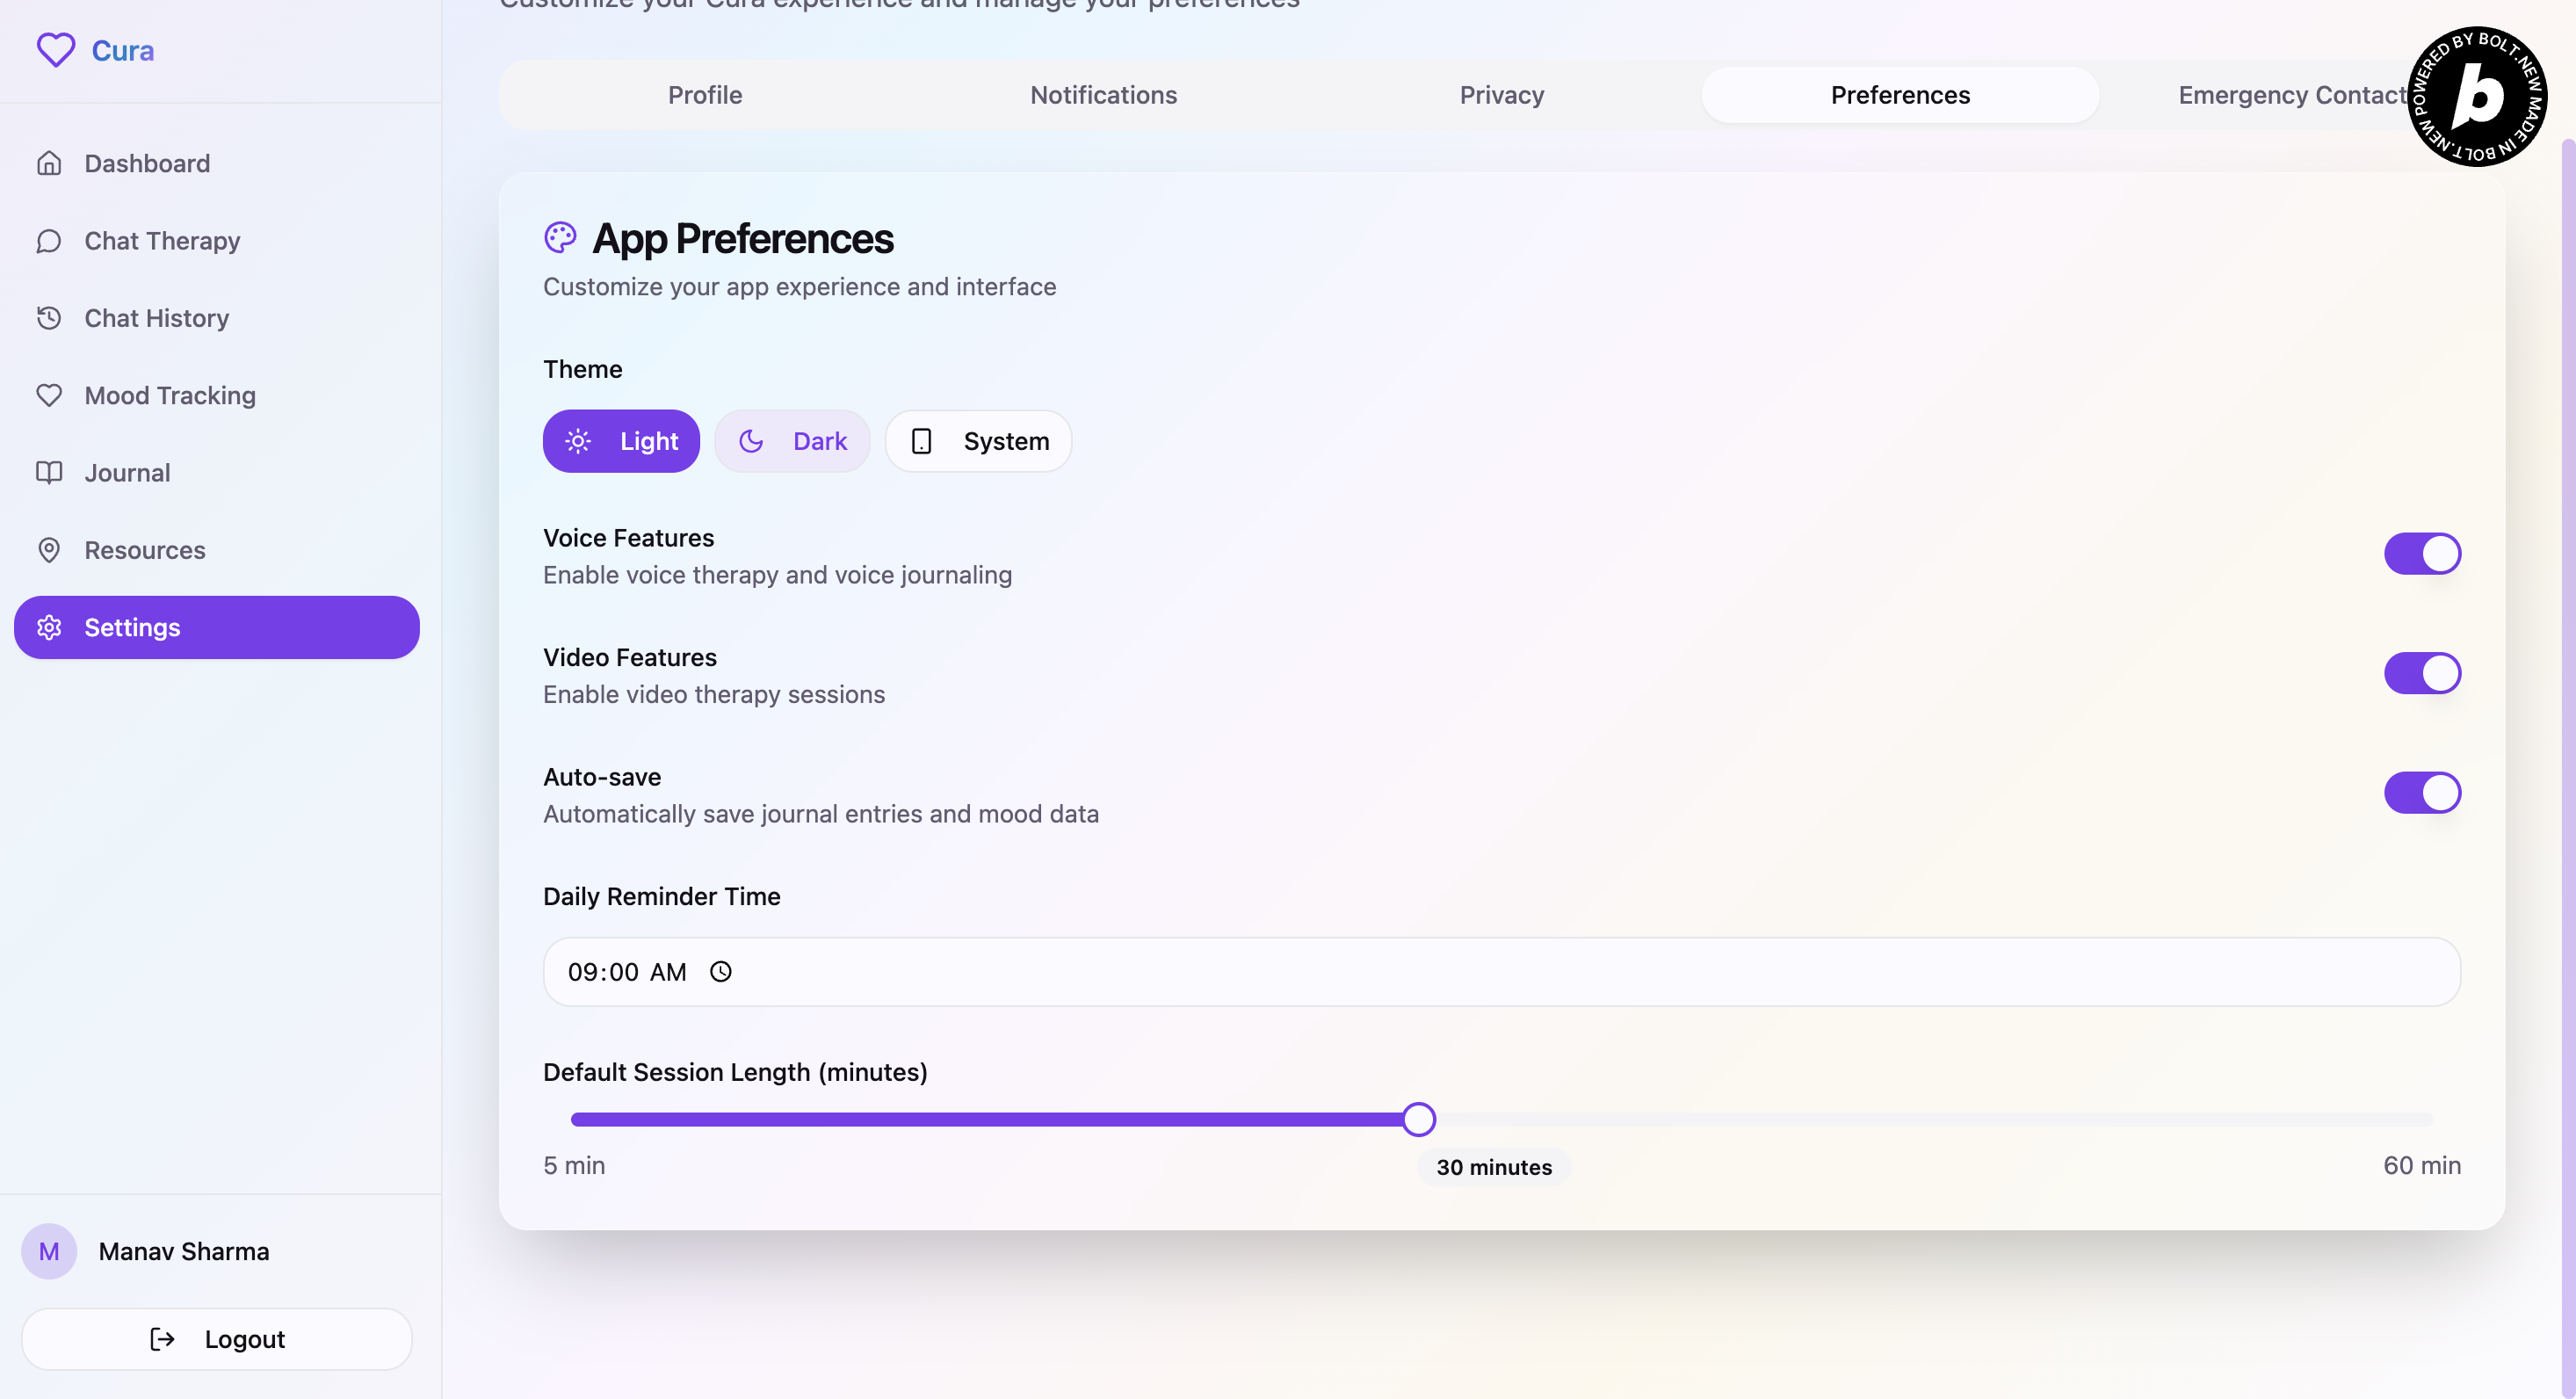 Customize your Cura experience and manage your preferences
Cura
Profile
Notifications
Privacy
Preferences
Emergency Contact
POWERED BY BOLT.NEW MADE IN BOLT.NEW
b
Dashboard
Chat Therapy
Chat History
Mood Tracking
Journal
Resources
Settings
App Preferences
Customize your app experience and interface
Theme
Light
Dark
System
Voice Features
Enable voice therapy and voice journaling
Video Features
Enable video therapy sessions
Auto-save
Automatically save journal entries and mood data
Daily Reminder Time
09:00 AM
Default Session Length (minutes)
5 min
30 minutes
60 min
M
Manav Sharma
Logout